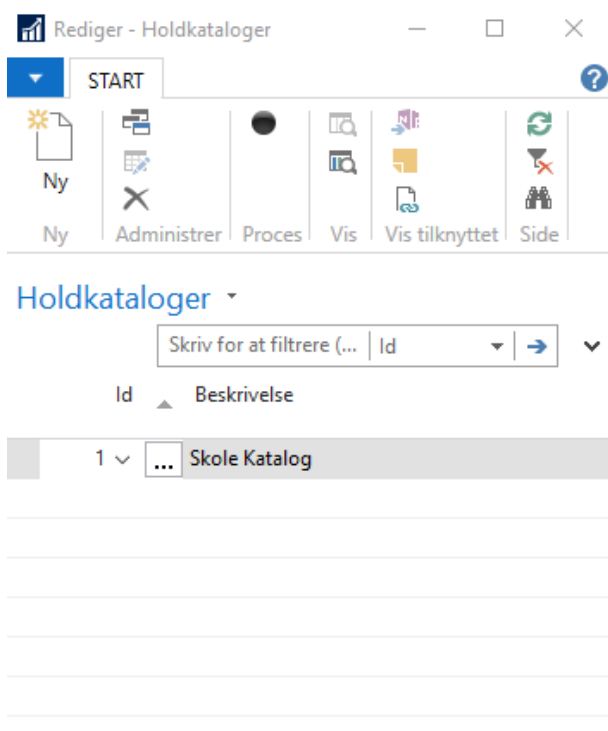 Rediger - Holdkataloger
START
Ny
Ny Administrer Proces Vis Vis tilknyttet Side
Holdkataloger
Skriv for at filtrere (... Id
Id Beskrivelse
1 ... Skole Katalog